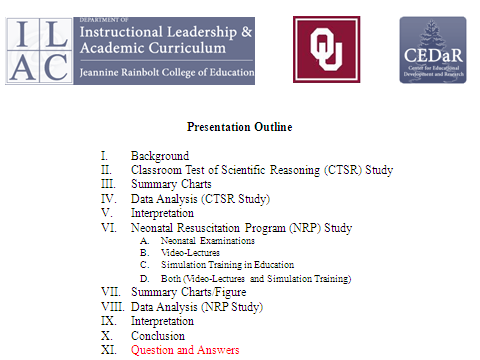 DEPARTMENT OF
IL
AC
Instructional Leadership &
Academic Curriculum
Jeannine Rainbolt College of Education
OU
CEDaR
Center for Educational
Development and Research
Presentation Outline
I. Background
II. Classroom Test of Scientific Reasoning (CTSR) Study
III. Summary Charts
IV. Data Analysis (CTSR Study)
V. Interpretation
VI. Neonatal Resuscitation Program (NRP) Study
A. Neonatal Examinations
B. Video-Lectures
C. Simulation Training in Education
D. Both (Video-Lectures and Simulation Training)
VII. Summary Charts/Figure
VIII. Data Analysis (NRP Study)
IX. Interpretation
X. Conclusion
XI. Question and Answers